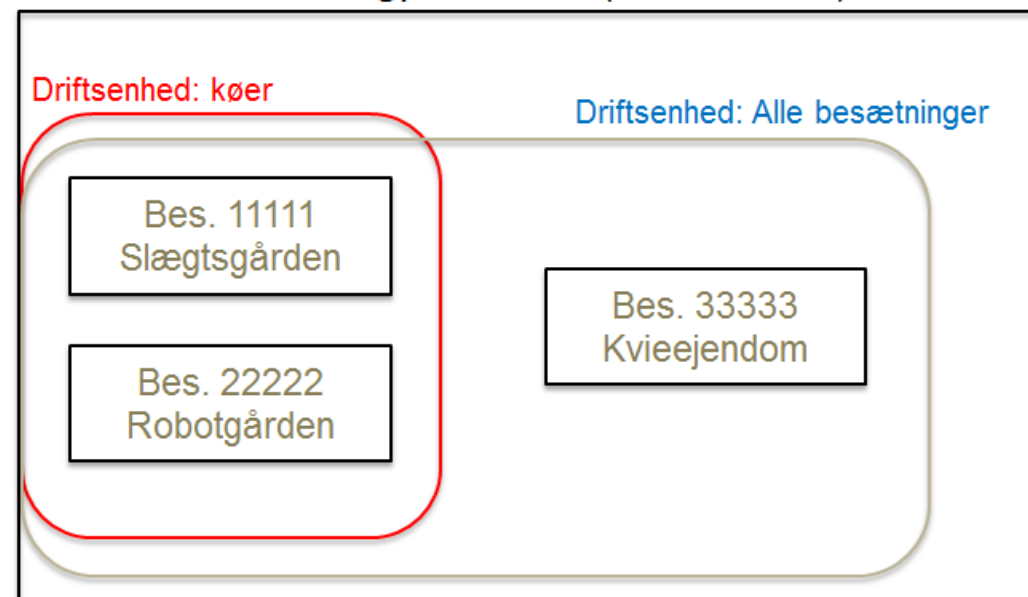 Driftsenhed: køer
Driftsenhed: Alle besætninger
Bes. 11111
Slægtsgården
Bes. 33333
Kvieejendom
Bes. 22222
Robotgården